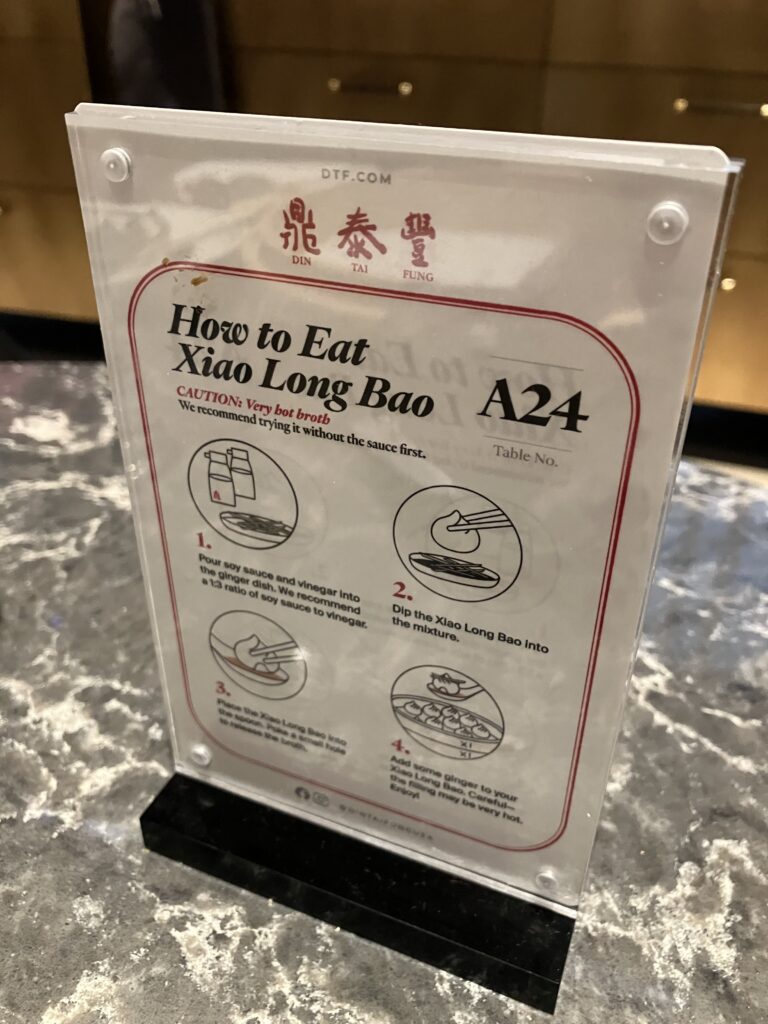 DTF.COM
鼎泰豐
DIN TAI FUNG
How to Eat
Xiao Long Bao
CAUTION: Very hot broth
We recommend trying it without the sauce first.
A24
Table No.
1.
Pour soy sauce and vinegar into
the ginger dish. We recommend
a 1:3 ratio of soy sauce to vinegar.
2.
Dip the Xiao Long Bao into
the mixture.
3.
Place the Xiao Long Bao into
the spoon. Poke a small hole
to release the broth.
4.
Add some ginger to your
Xiao Long Bao. Careful—
the filling may be very hot.
Enjoy!
@DINTAIFUNGUSA